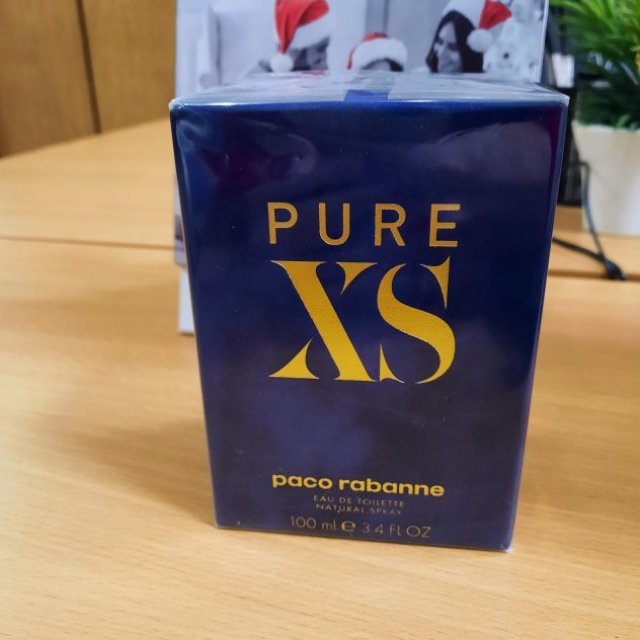 PURE
XS
paco rabanne
EAU DE TOILETTE
NATURAL SPRAY
100 ml ℮ 3.4 FL OZ